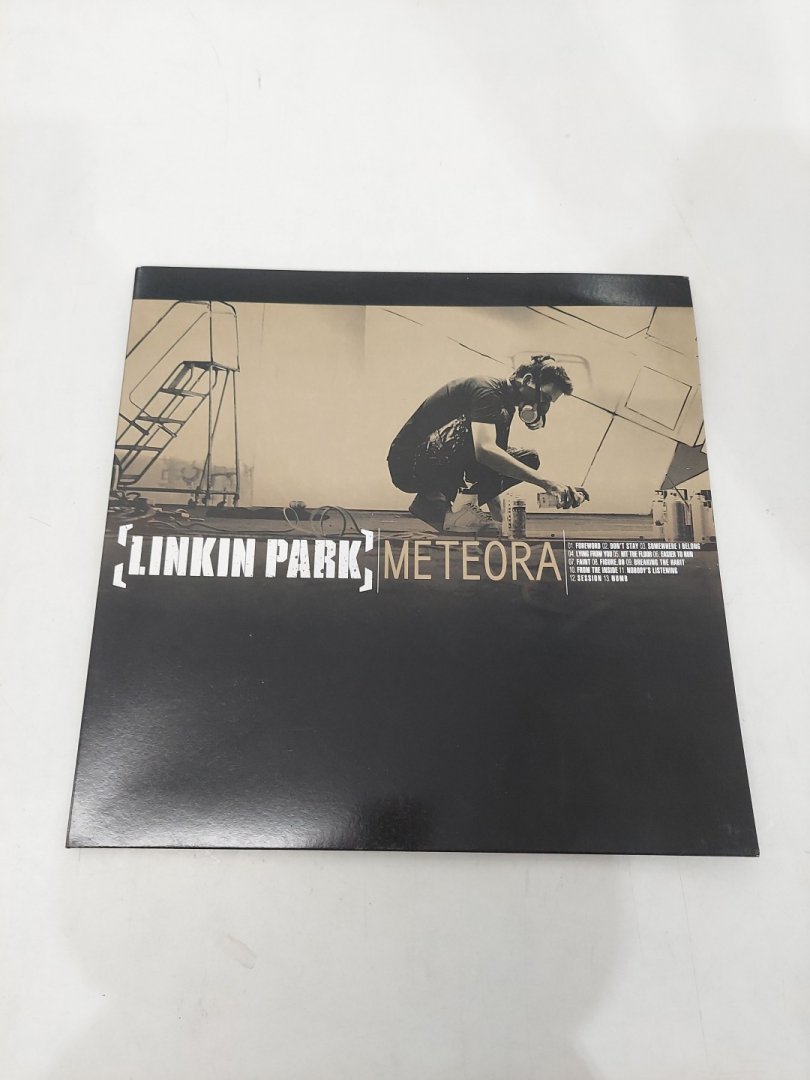 [LINKIN PARK]
METEORA
01. FOREWORD 02. DON'T STAY 03. SOMEWHERE I BELONG
04. LYING FROM YOU 05. HIT THE FLOOR 06. EASIER TO RUN
07. FAINT 08. FIGURE.09 09. BREAKING THE HABIT
10. FROM THE INSIDE 11. NOBODY'S LISTENING
12. SESSION 13. NUMB